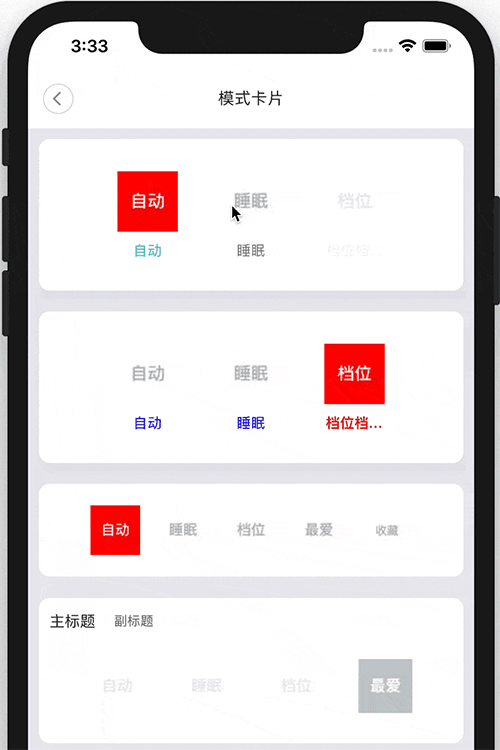 3:33
模式卡片
自动 睡眠 档位
自动 睡眠 档位档...
自动 睡眠 档位
自动 睡眠 档位档...
自动 睡眠 档位 最爱 收藏
主标题 副标题
自动 睡眠 档位 最爱